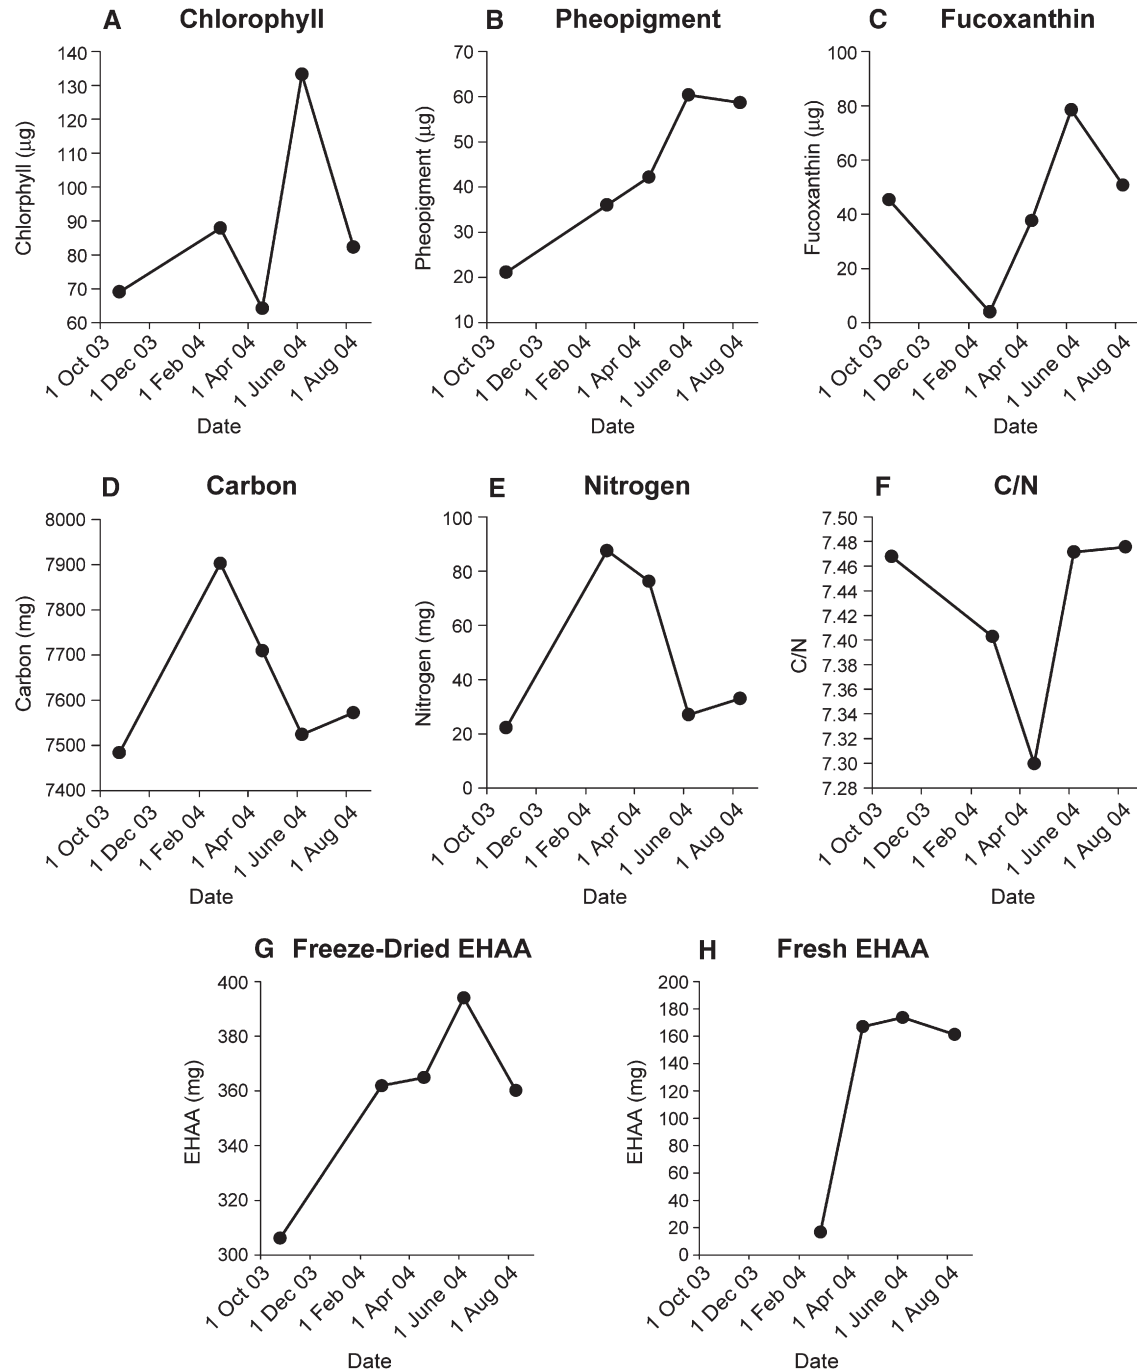 A Chlorophyll
140
130
120
110
100
90
80
70
60
Chlorphyll (μg)
1 Oct 03
1 Dec 03
1 Feb 04
1 Apr 04
1 June 04
1 Aug 04
Date
B Pheopigment
70
60
50
40
30
20
10
Pheopigment (μg)
1 Oct 03
1 Dec 03
1 Feb 04
1 Apr 04
1 June 04
1 Aug 04
Date
C Fucoxanthin
100
80
60
40
20
0
Fucoxanthin (μg)
1 Oct 03
1 Dec 03
1 Feb 04
1 Apr 04
1 June 04
1 Aug 04
Date
D Carbon
8000
7900
7800
7700
7600
7500
7400
Carbon (mg)
1 Oct 03
1 Dec 03
1 Feb 04
1 Apr 04
1 June 04
1 Aug 04
Date
E Nitrogen
100
80
60
40
20
0
Nitrogen (mg)
1 Oct 03
1 Dec 03
1 Feb 04
1 Apr 04
1 June 04
1 Aug 04
Date
F C/N
7.50
7.48
7.46
7.44
7.42
7.40
7.38
7.36
7.34
7.32
7.30
7.28
C/N
1 Oct 03
1 Dec 03
1 Feb 04
1 Apr 04
1 June 04
1 Aug 04
Date
G Freeze-Dried EHAA
400
380
360
340
320
300
EHAA (mg)
1 Oct 03
1 Dec 03
1 Feb 04
1 Apr 04
1 June 04
1 Aug 04
Date
H Fresh EHAA
200
180
160
140
120
100
80
60
40
20
0
EHAA (mg)
1 Oct 03
1 Dec 03
1 Feb 04
1 Apr 04
1 June 04
1 Aug 04
Date